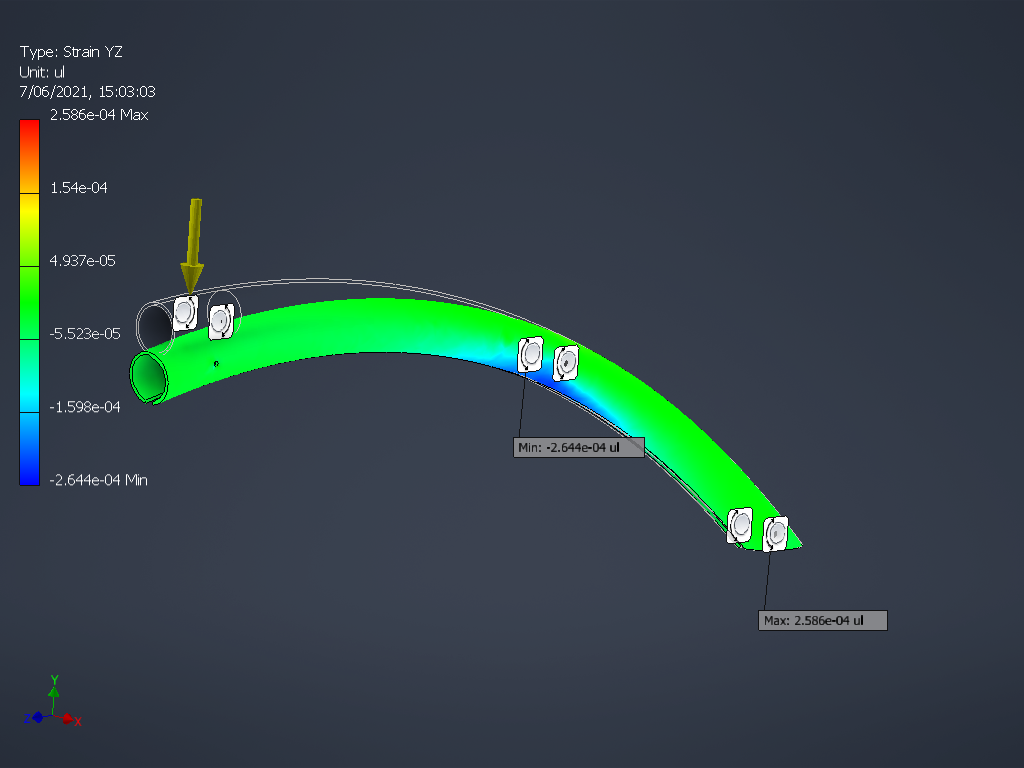 Type: Strain YZ
Unit: ul
7/06/2021, 15:03:03
2.586e-04 Max
1.54e-04
4.937e-05
-5.523e-05
-1.598e-04
-2.644e-04 Min
Min: -2.644e-04 ul
Max: 2.586e-04 ul
Y
Z
X